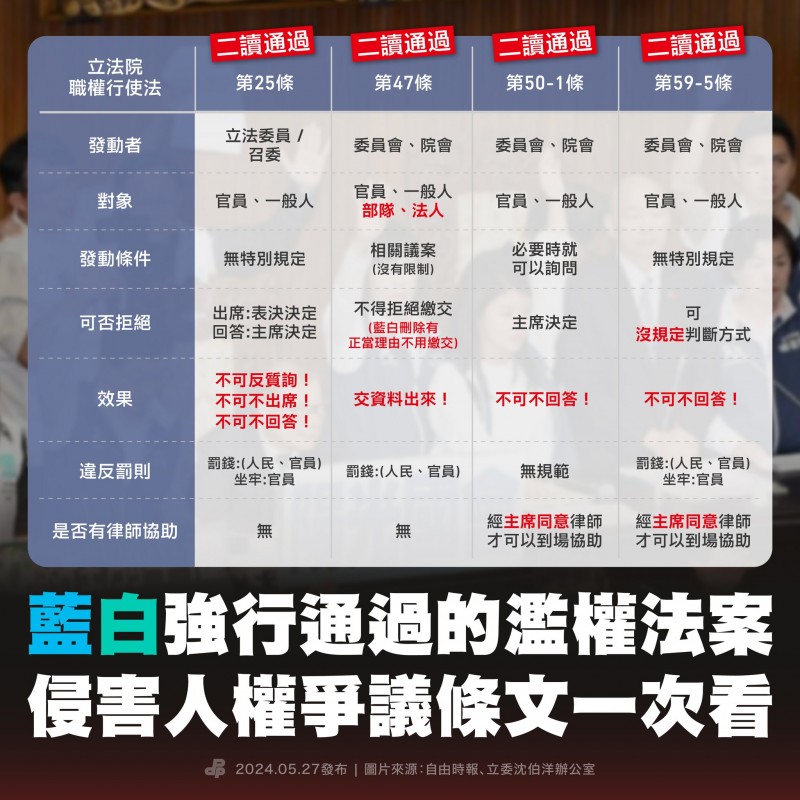 二讀通過 二讀通過 二讀通過 二讀通過
立法院
職權行使法
第25條 第47條 第50-1條 第59-5條
發動者
立法委員 /
召委
委員會、院會 委員會、院會 委員會、院會
對象
官員、一般人
官員、一般人
部隊、法人
官員、一般人 官員、一般人
發動條件
無特別規定
相關議案
(沒有限制)
必要時就
可以詢問
無特別規定
可否拒絕
出席:表決決定
回答:主席決定
不得拒絕繳交
(藍白刪除有
正當理由不用繳交)
主席決定
可
沒規定判斷方式
效果
不可反質詢！
不可不出席！
不可不回答！
交資料出來！
不可不回答！
不可不回答！
違反罰則
罰錢:(人民、官員)
坐牢:官員
罰錢:(人民、官員)
無規範
罰錢:(人民、官員)
坐牢:官員
是否有律師協助
無
無
經主席同意律師
才可以到場協助
經主席同意律師
才可以到場協助
藍白強行通過的濫權法案
侵害人權爭議條文一次看
2024.05.27發布 | 圖片來源:自由時報、立委沈伯洋辦公室